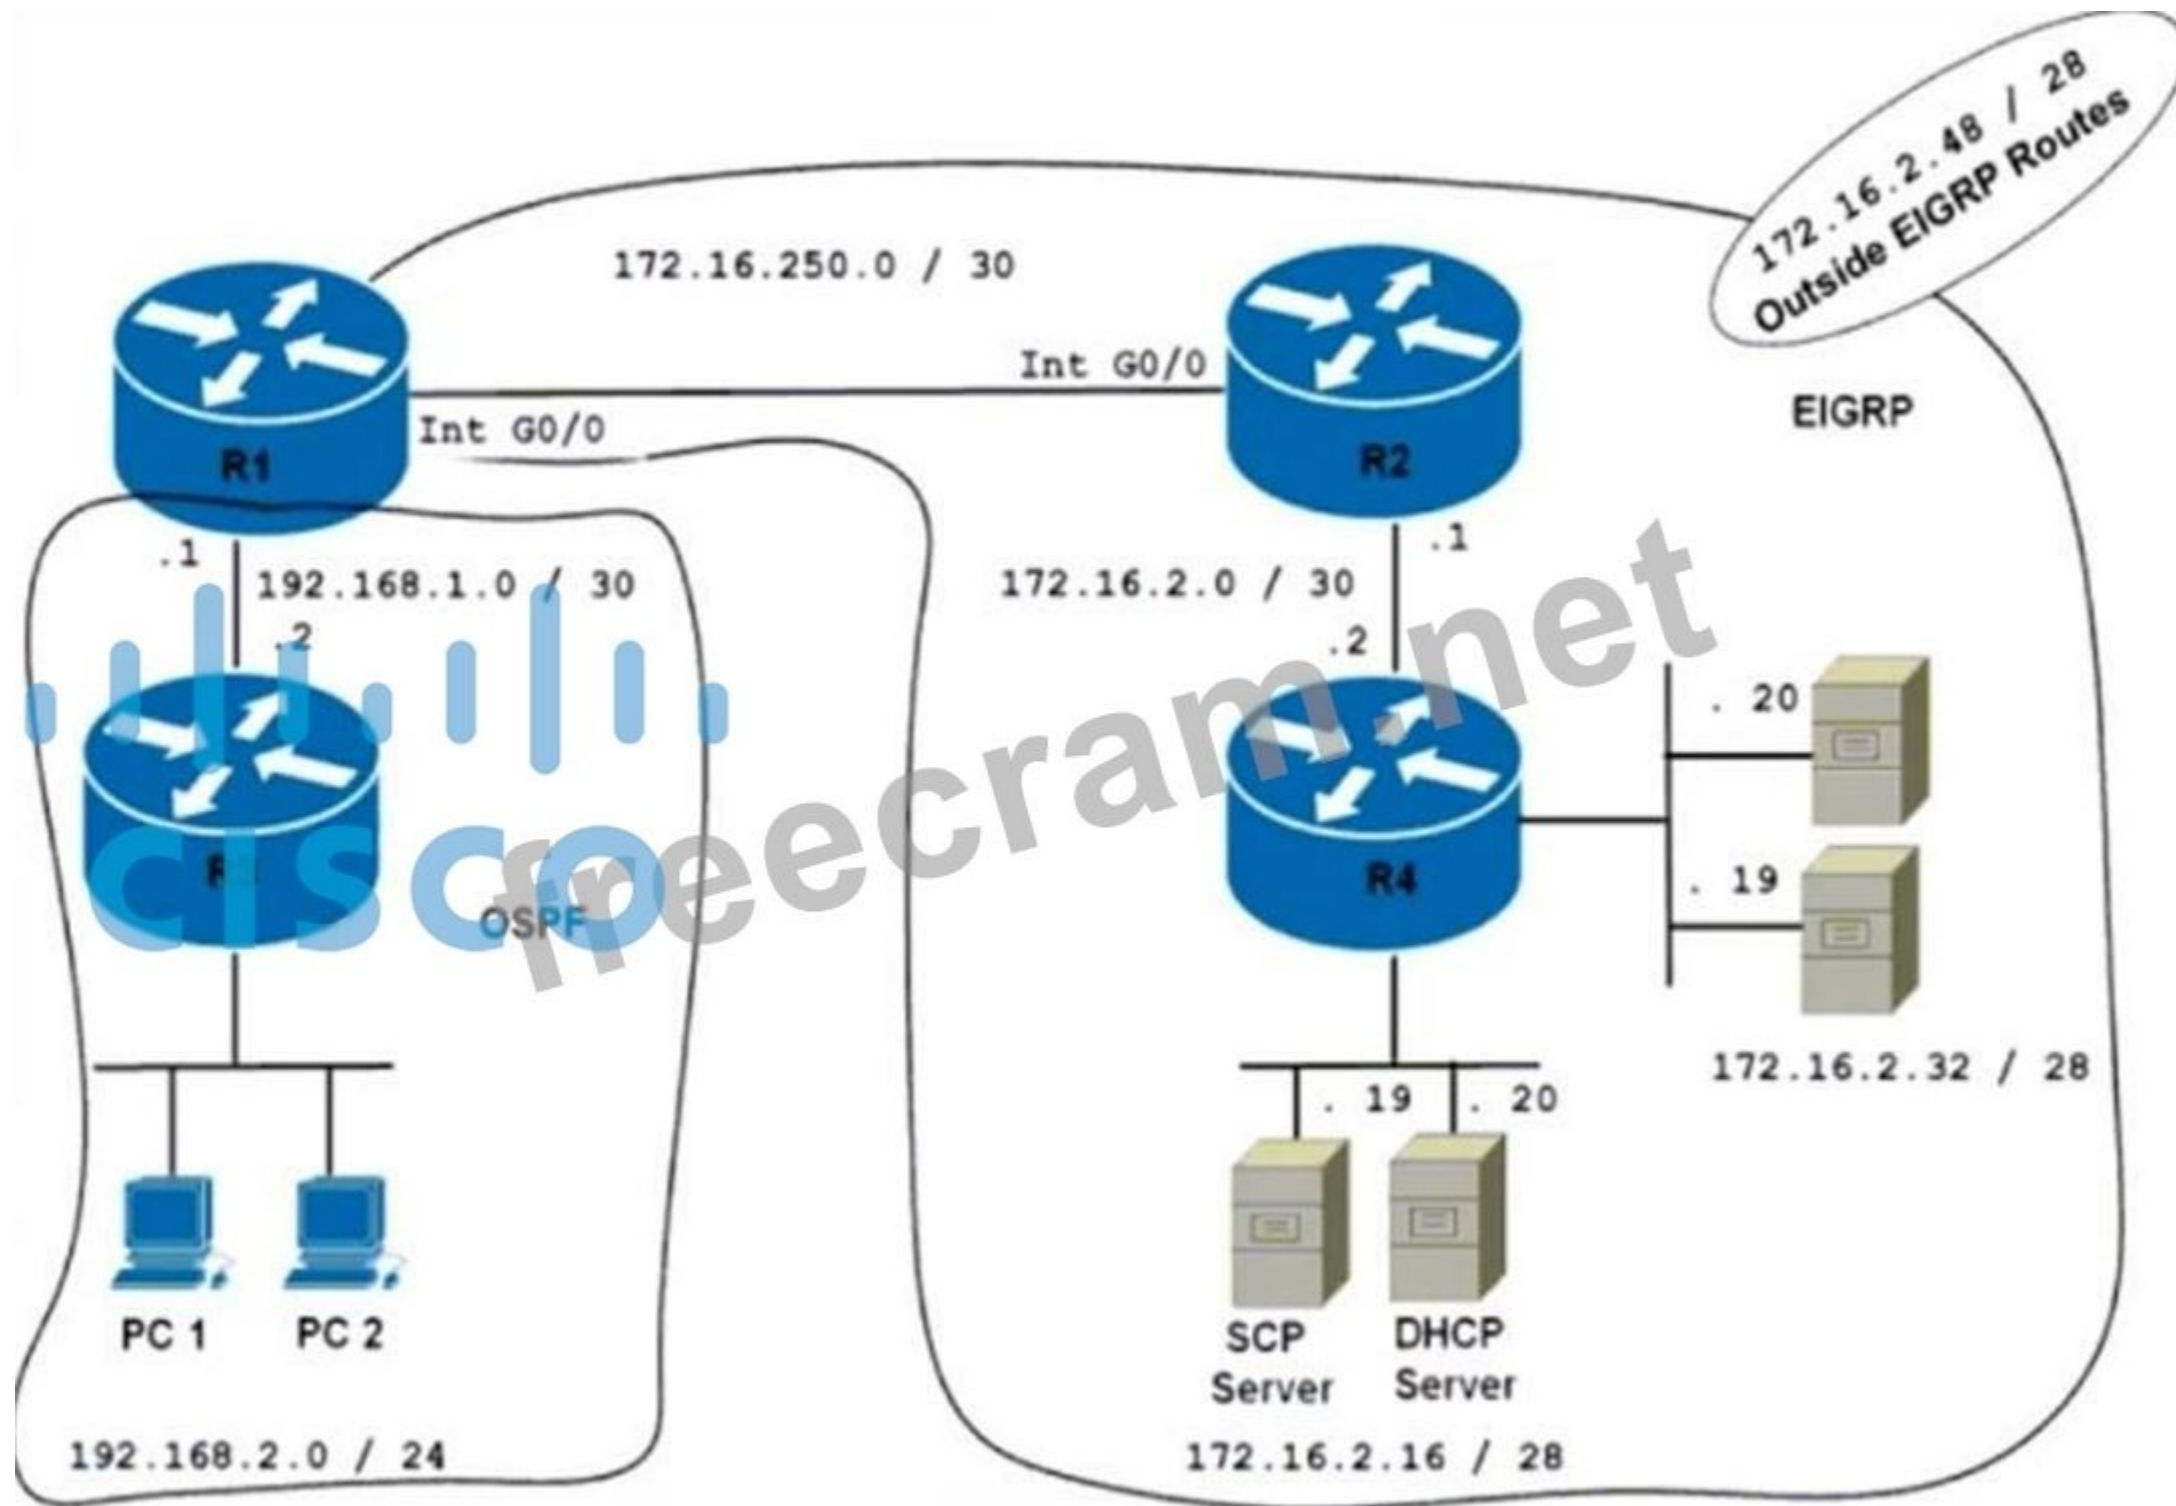 172.16.2.48 / 28
Outside EIGRP Routes
172.16.250.0 / 30
Int G0/0
EIGRP
Int G0/0
R1
R2
.1
.1
192.168.1.0 / 30
172.16.2.0 / 30
.2
.2
. 20
R4
. 19
OSPF
cisco
freecram.net
172.16.2.32 / 28
. 19
. 20
PC 1
PC 2
SCP
Server
DHCP
Server
192.168.2.0 / 24
172.16.2.16 / 28